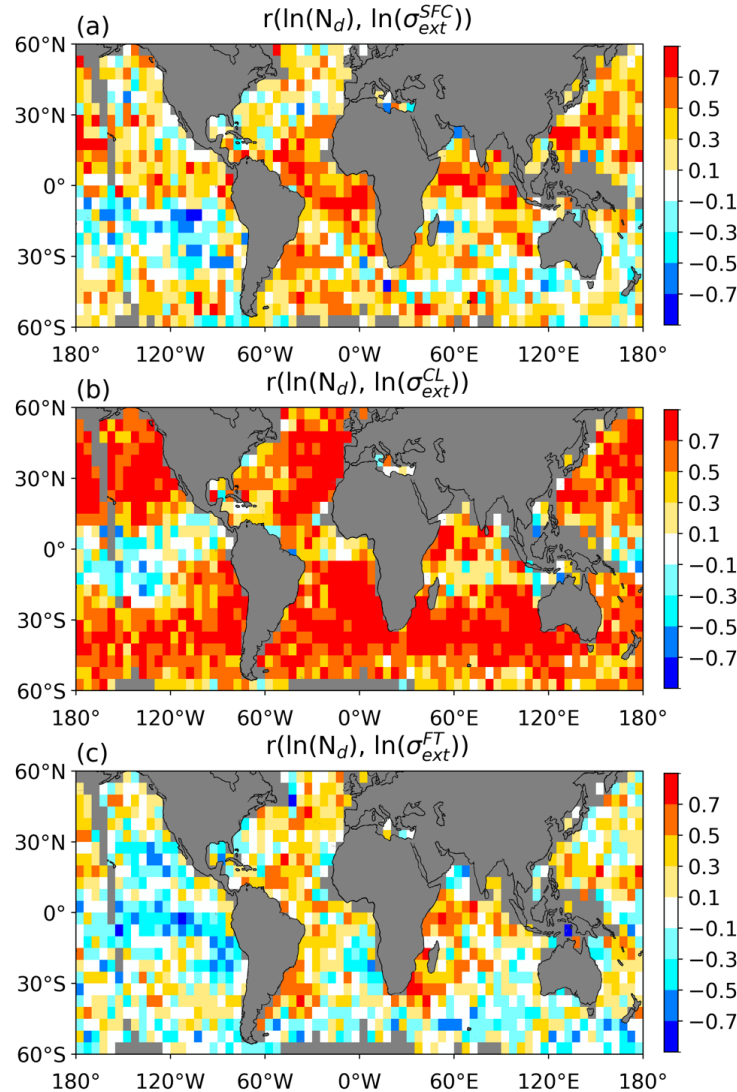 (a) r(ln(N_d), ln(σ_ext^SFC))
60°N
30°N
0°
30°S
60°S
180° 120°W 60°W 0°W 60°E 120°E 180°
0.7
0.5
0.3
0.1
−0.1
−0.3
−0.5
−0.7
(b) r(ln(N_d), ln(σ_ext^CL))
60°N
30°N
0°
30°S
60°S
180° 120°W 60°W 0°W 60°E 120°E 180°
0.7
0.5
0.3
0.1
−0.1
−0.3
−0.5
−0.7
(c) r(ln(N_d), ln(σ_ext^FT))
60°N
30°N
0°
30°S
60°S
180° 120°W 60°W 0°W 60°E 120°E 180°
0.7
0.5
0.3
0.1
−0.1
−0.3
−0.5
−0.7